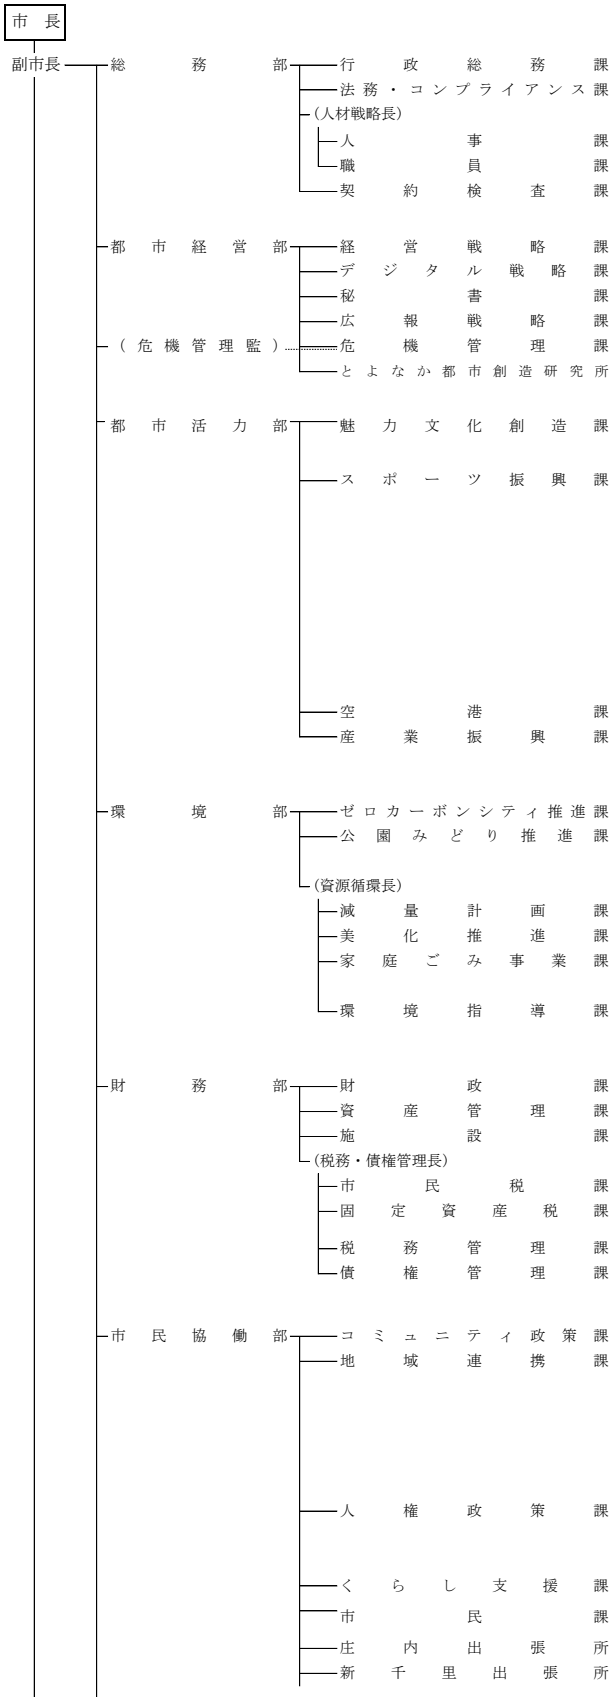 市長
副市長 総務部 行政総務課
法務・コンプライアンス課
(人材戦略長)
人事課
職員課
契約検査課
都市経営部 経営戦略課
デジタル戦略課
秘書課
広報戦略課
(危機管理監) 危機管理課
とよなか都市創造研究所
都市活力部 魅力文化創造課
スポーツ振興課
空港課
産業振興課
環境部 ゼロカーボンシティ推進課
公園みどり推進課
(資源循環長)
減量計画課
美化推進課
家庭ごみ事業課
環境指導課
財務部 財政課
資産管理課
施設課
(税務・債権管理長)
市民税課
固定資産税課
税務管理課
債権管理課
市民協働部 コミュニティ政策課
地域連携課
人権政策課
くらし支援課
市民課
庄内出張所
新千里出張所